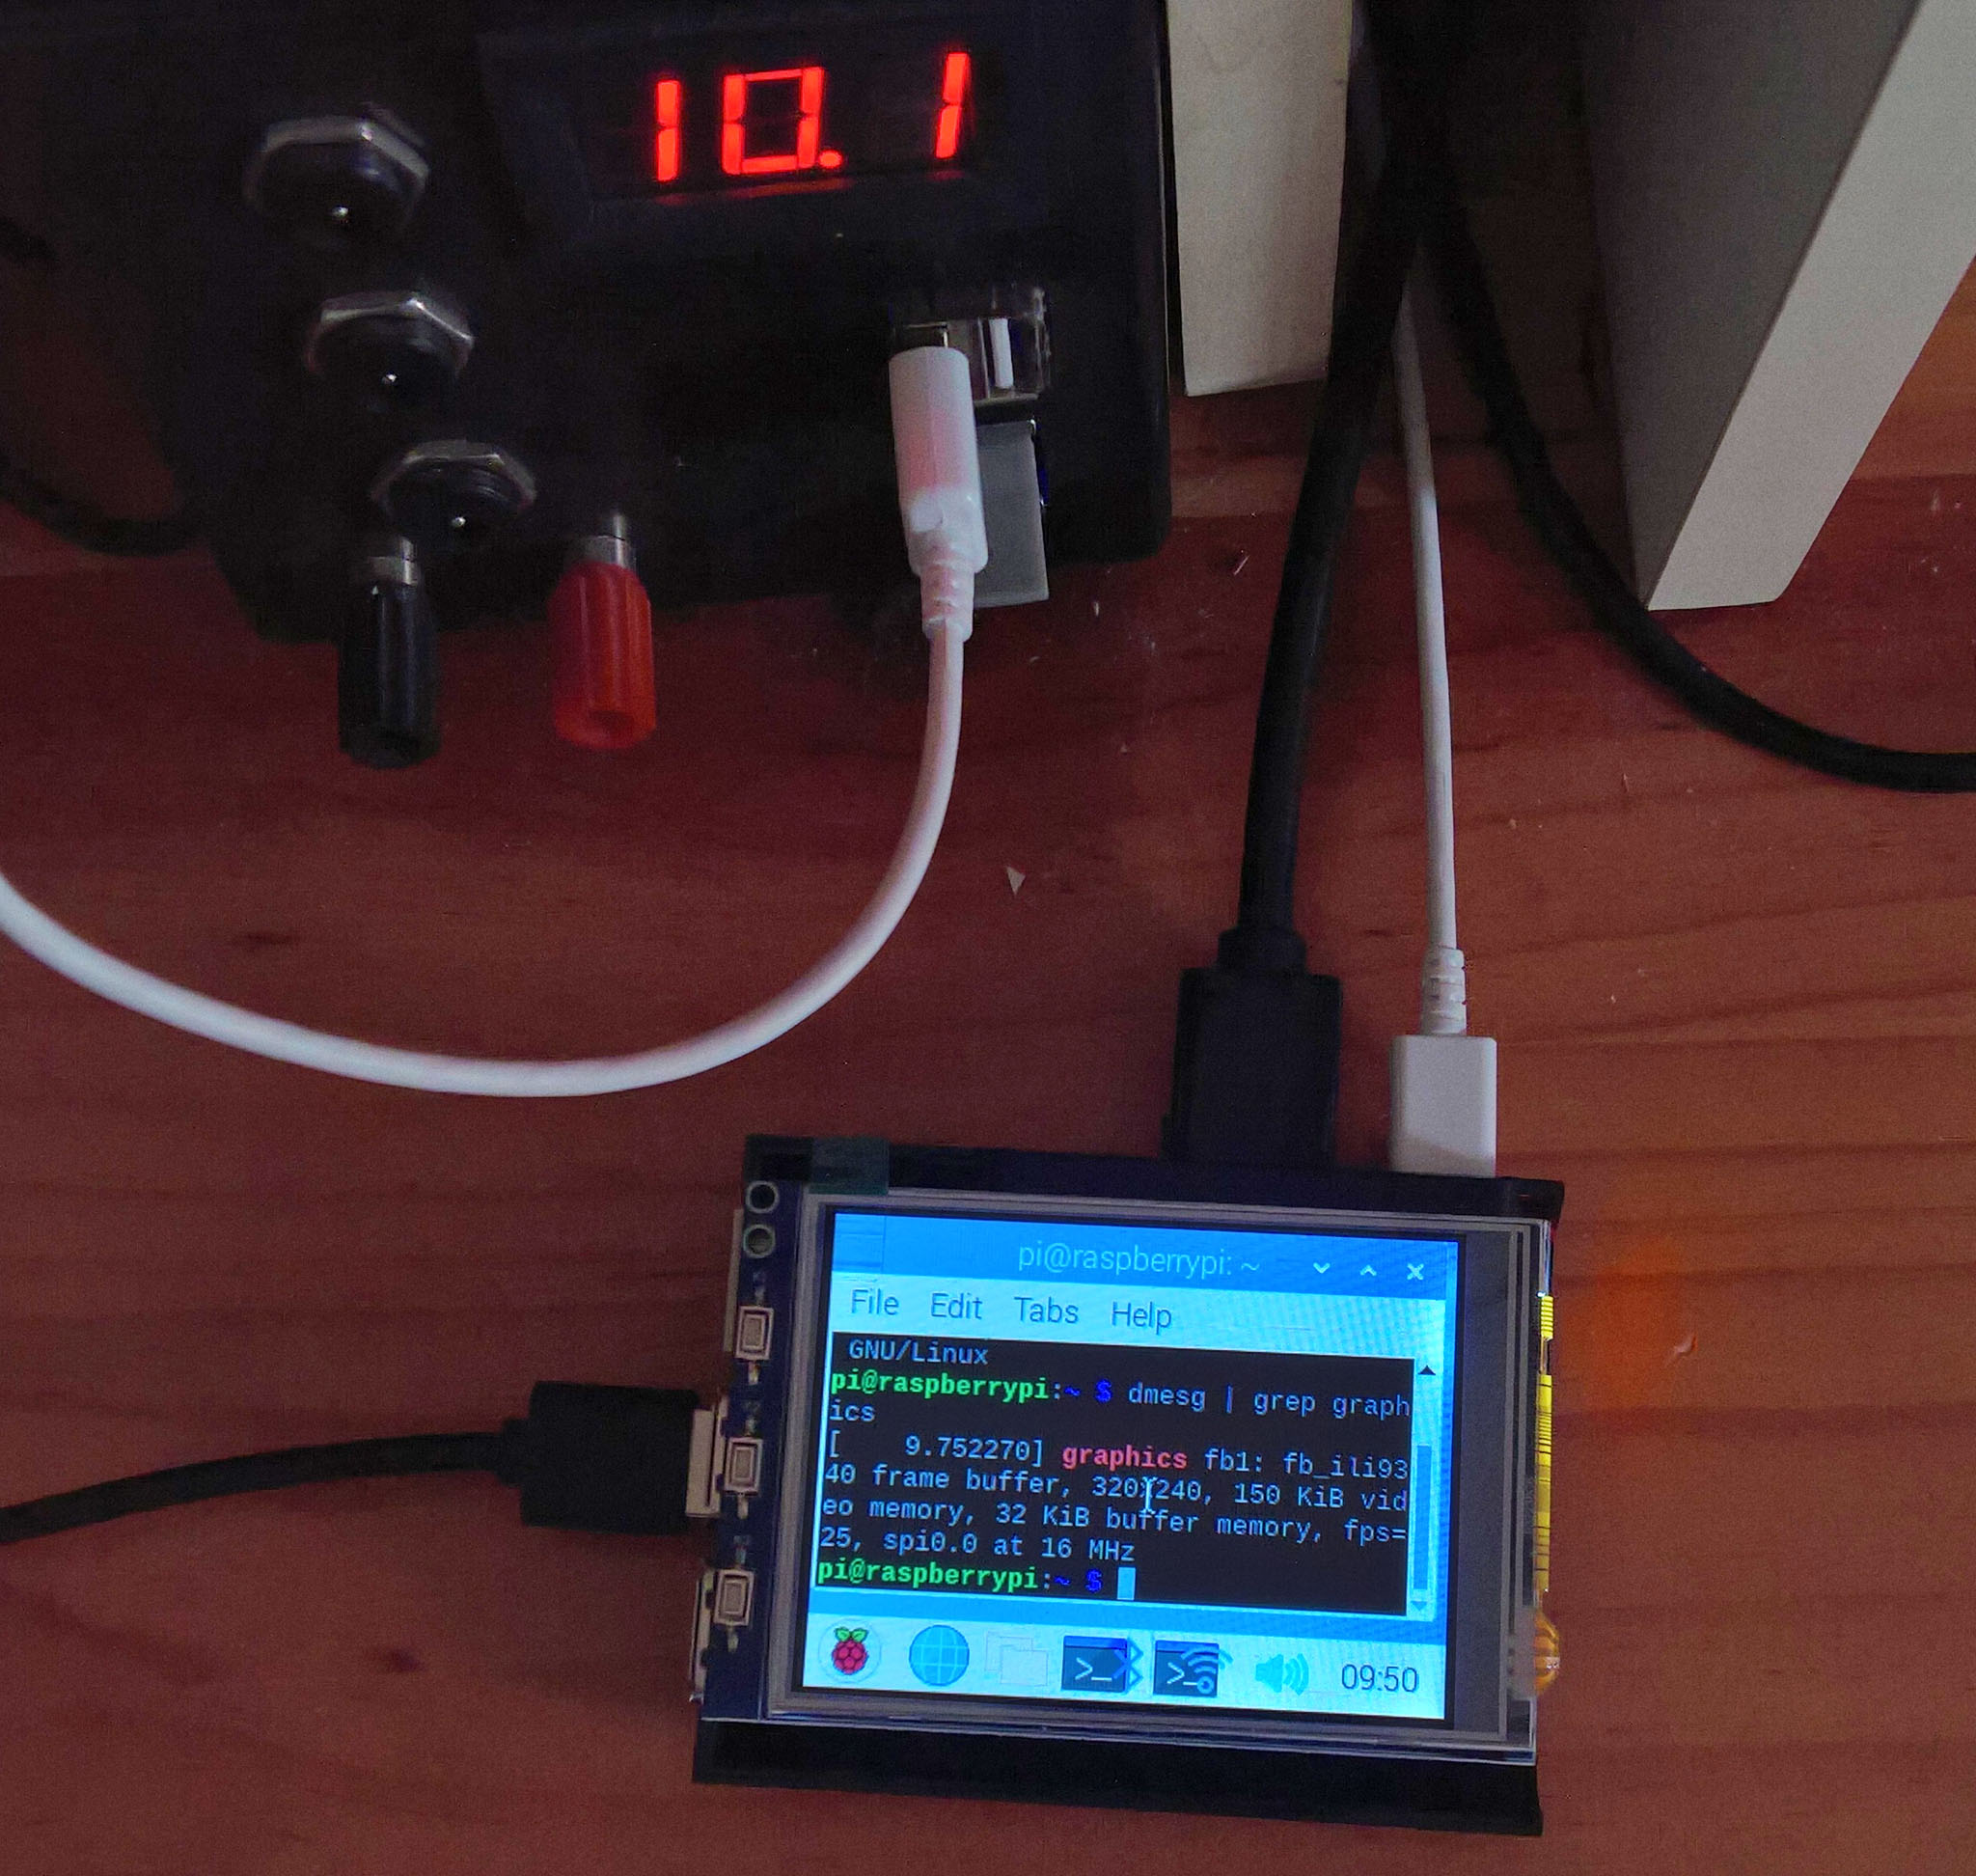 10.1
pi@raspberrypi: ~
File Edit Tabs Help
GNU/Linux
pi@raspberrypi:~ $ dmesg | grep graph
ics
[    9.752270] graphics fb1: fb_ili93
40 frame buffer, 320x240, 150 KiB vid
eo memory, 32 KiB buffer memory, fps=
25, spi0.0 at 16 MHz
pi@raspberrypi:~ $
>_ >_ 09:50